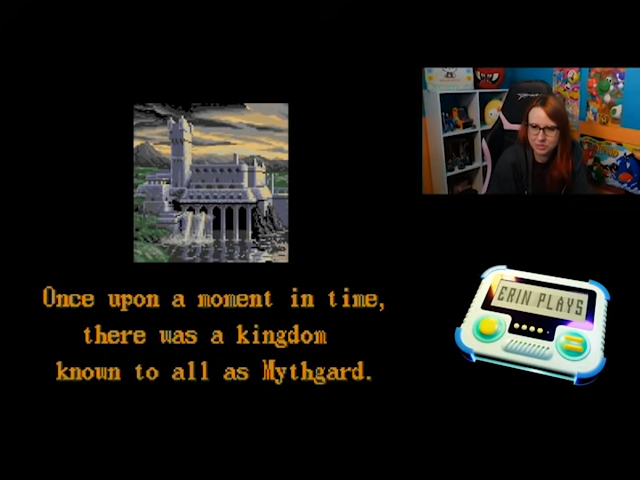 Once upon a moment in time,
there was a kingdom
known to all as Mythgard.
ERIN PLAYS